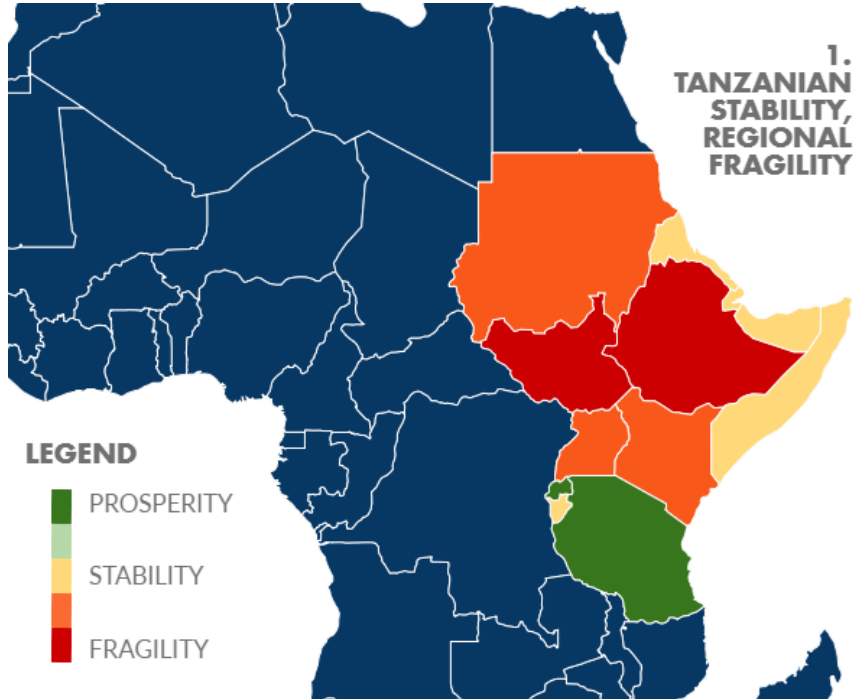 1.
TANZANIAN
STABILITY,
REGIONAL
FRAGILITY
LEGEND
PROSPERITY
STABILITY
FRAGILITY